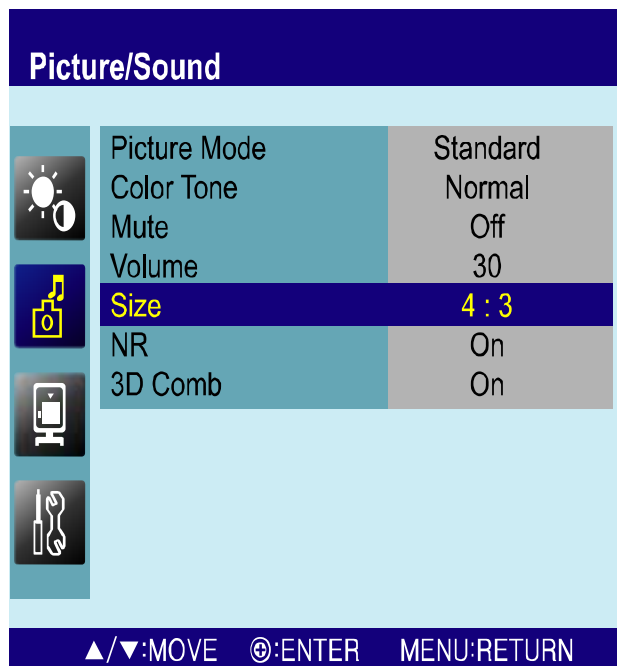 Picture/Sound
Picture Mode Standard
Color Tone Normal
Mute Off
Volume 30
Size 4 : 3
NR On
3D Comb On
▲/▼:MOVE ⊕:ENTER MENU:RETURN